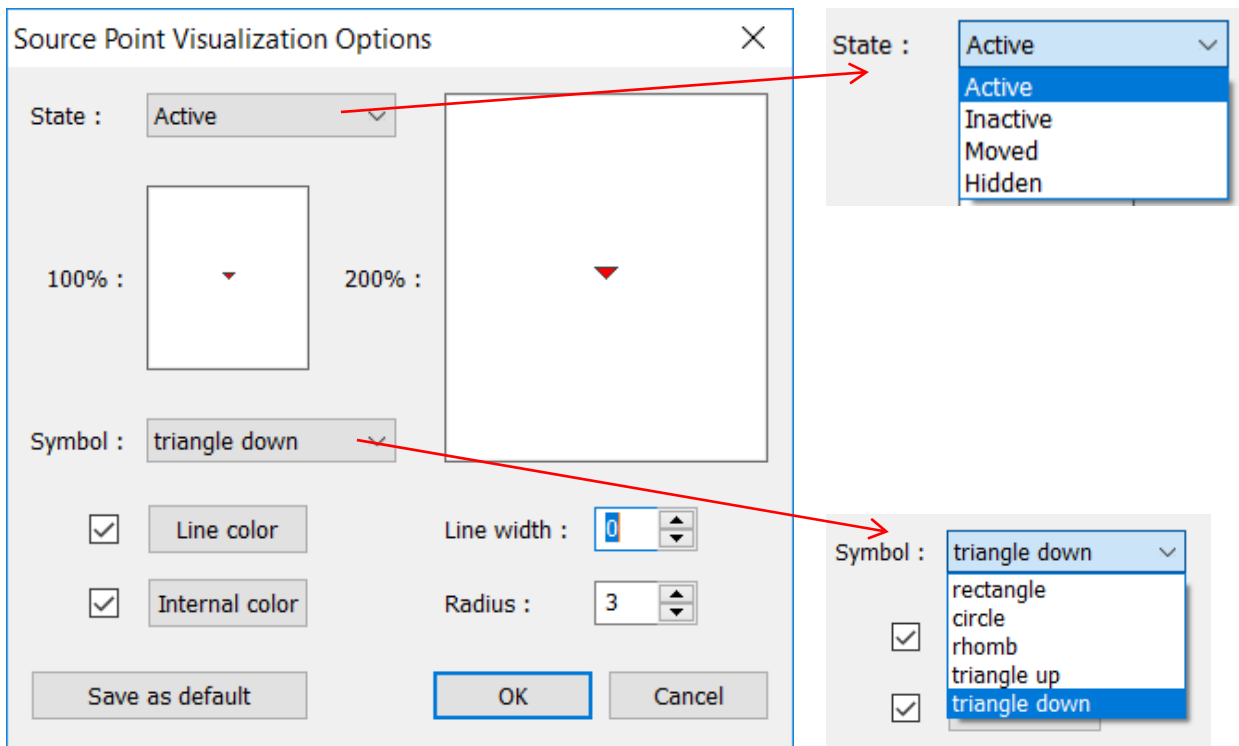 Source Point Visualization Options
State :
Active
100% :
200% :
Symbol :
triangle down
Line color
Line width :
0
Internal color
Radius :
3
Save as default
OK
Cancel
State :
Active
Active
Inactive
Moved
Hidden
Symbol :
triangle down
rectangle
circle
rhomb
triangle up
triangle down